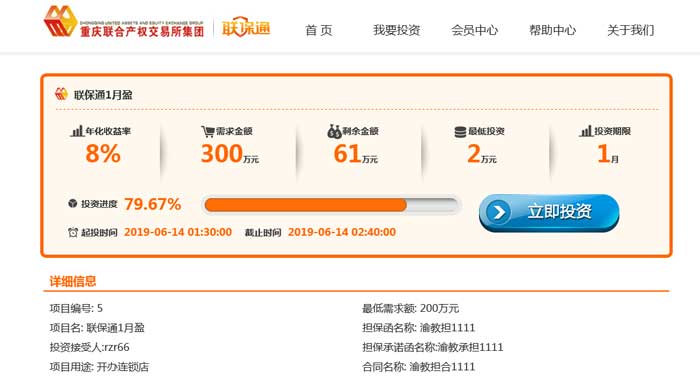 CHONGQING UNITED ASSETS AND EQUITY EXCHANGE GROUP
重庆联合产权交易所集团 联保通 首 页 我要投资 会员中心 帮助中心 关于我们
联保通1月盈
年化收益率 需求金额 剩余金额 最低投资 投资期限
8% 300万元 61万元 2万元 1月
投资进度 79.67% 立即投资
起投时间 2019-06-14 01:30:00 截止时间 2019-06-14 02:40:00
详细信息
项目编号: 5 最低需求额: 200万元
项目名: 联保通1月盈 担保函名称: 渝教担1111
投资接受人:rzr66 担保承诺函名称:渝教承担1111
项目用途: 开办连锁店 合同名称: 渝教担合1111